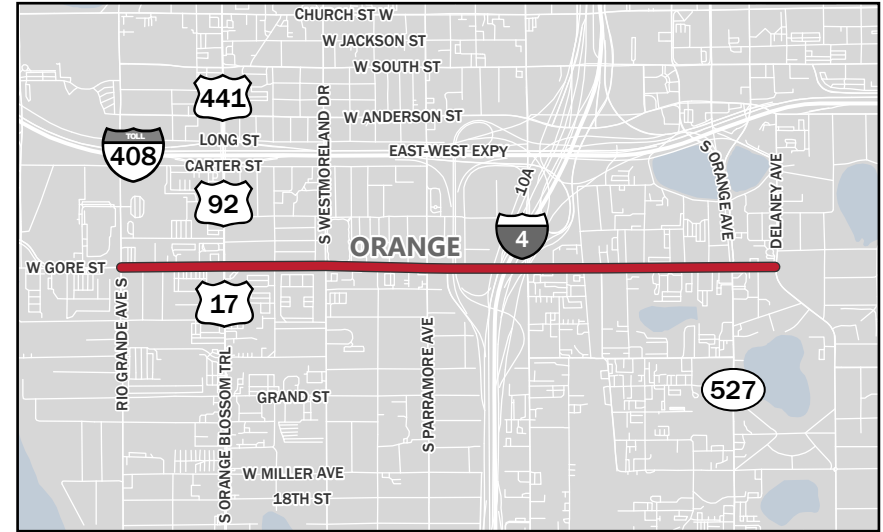 CHURCH ST W
W JACKSON ST
W SOUTH ST
441
W ANDERSON ST
TOLL
408
LONG ST
EAST-WEST EXPY
CARTER ST
S WESTMORELAND DR
10A
S ORANGE AVE
DELANEY AVE
92
4
ORANGE
W GORE ST
17
RIO GRANDE AVE S
S ORANGE BLOSSOM TRL
S PARRAMORE AVE
527
GRAND ST
W MILLER AVE
18TH ST